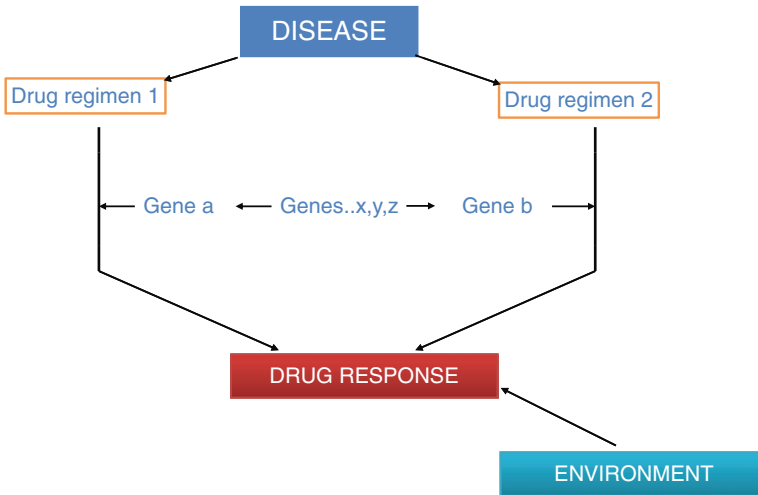 DISEASE
Drug regimen 1
Drug regimen 2
Gene a
Genes..x,y,z
Gene b
DRUG RESPONSE
ENVIRONMENT